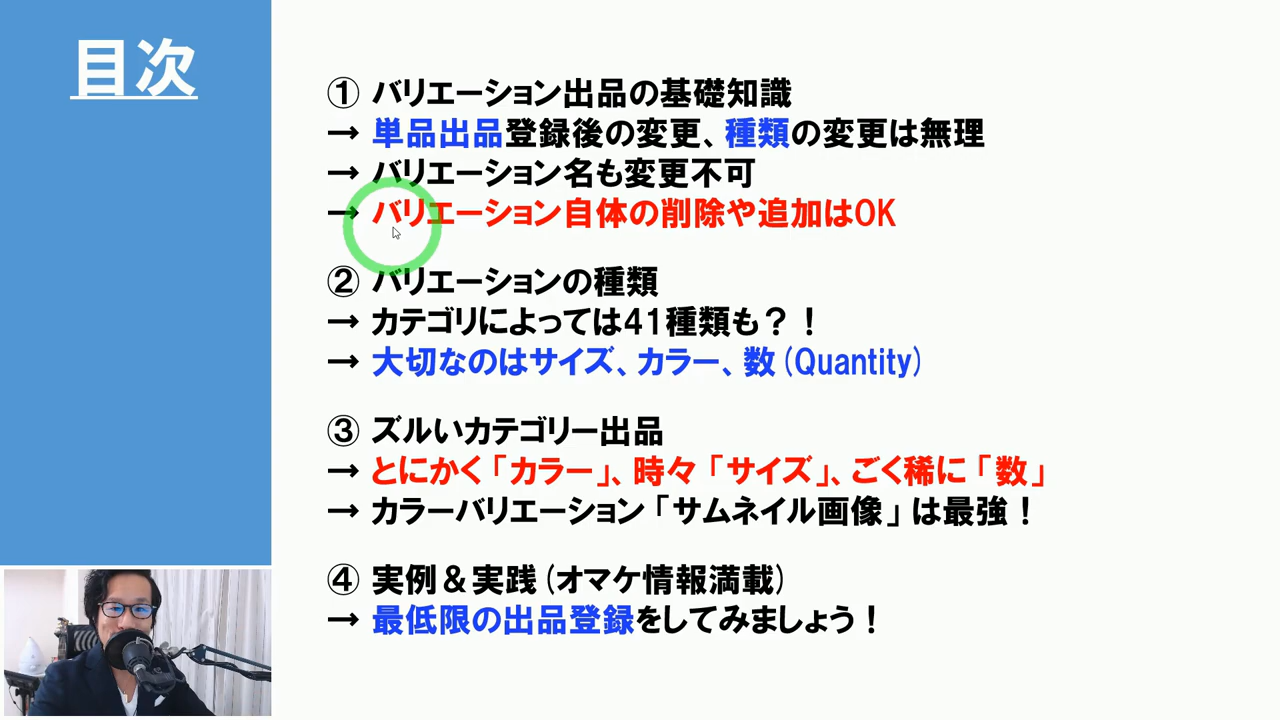 目次
① バリエーション出品の基礎知識
→ 単品出品登録後の変更、種類の変更は無理
→ バリエーション名も変更不可
→ バリエーション自体の削除や追加はOK
② バリエーションの種類
→ カテゴリによっては41種類も？！
→ 大切なのはサイズ、カラー、数(Quantity)
③ ズルいカテゴリー出品
→ とにかく「カラー」、時々「サイズ」、ごく稀に「数」
→ カラーバリエーション「サムネイル画像」は最強！
④ 実例＆実践(オマケ情報満載)
→ 最低限の出品登録をしてみましょう！